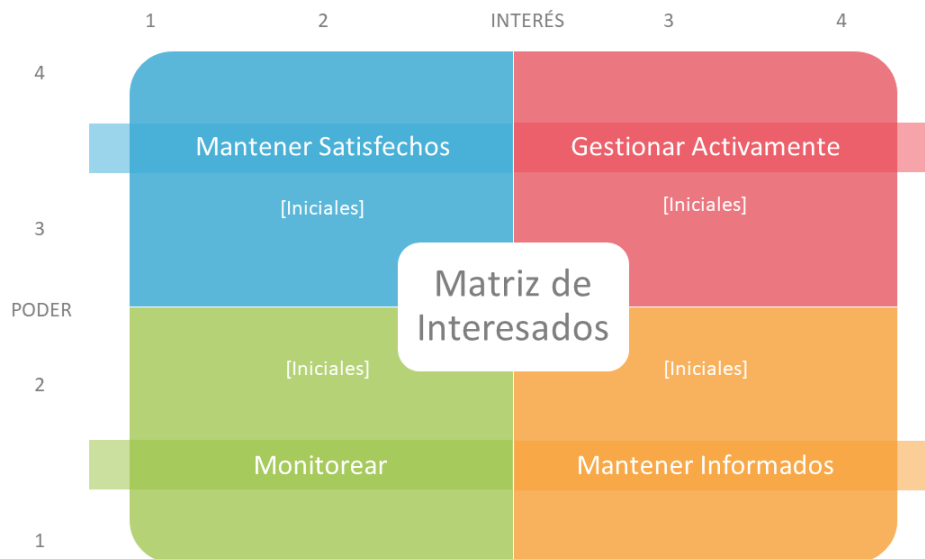 1 2 INTERÉS 3 4
4
Mantener Satisfechos Gestionar Activamente
[Iniciales] [Iniciales]
3
Matriz de
Interesados
PODER
[Iniciales] [Iniciales]
2
Monitorear Mantener Informados
1